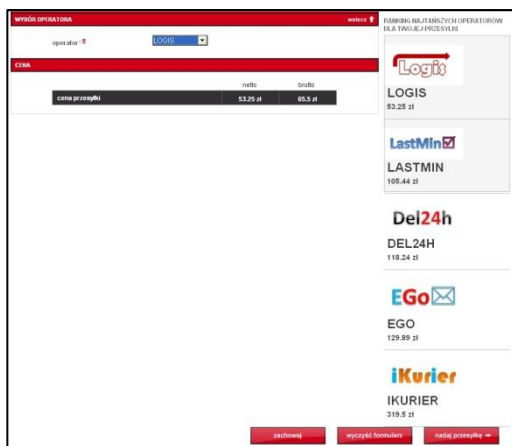 WYBÓR OPERATORA
wstecz
operator *
LOGIS
CENA
netto brutto
cena przesyłki 53.25 zł 65.5 zł
RANKING NAJTAŃSZYCH OPERATORÓW
DLA TWOJEJ PRZESYŁKI
Logis
LOGIS
53.25 zł
LastMin
LASTMIN
105.44 zł
Del24h
DEL24H
118.24 zł
EGo
EGO
129.89 zł
iKurier
IKURIER
319.5 zł
zachowaj wyczyść formularz nadaj przesyłkę